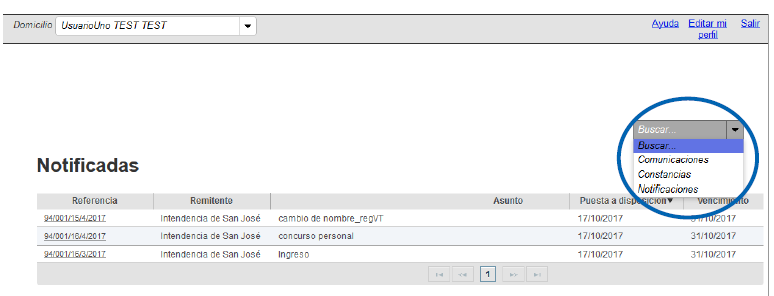 Domicilio UsuarioUno TEST TEST Ayuda Editar mi perfil Salir
Buscar...
Buscar...
Comunicaciones
Constancias
Notificaciones
Notificadas
Referencia Remitente Asunto Puesta a disposición Vencimiento
94/001/15/4/2017 Intendencia de San José cambio de nombre_regVT 17/10/2017 31/10/2017
94/001/16/4/2017 Intendencia de San José concurso personal 17/10/2017 31/10/2017
94/001/16/3/2017 Intendencia de San José Ingreso 17/10/2017 31/10/2017
1